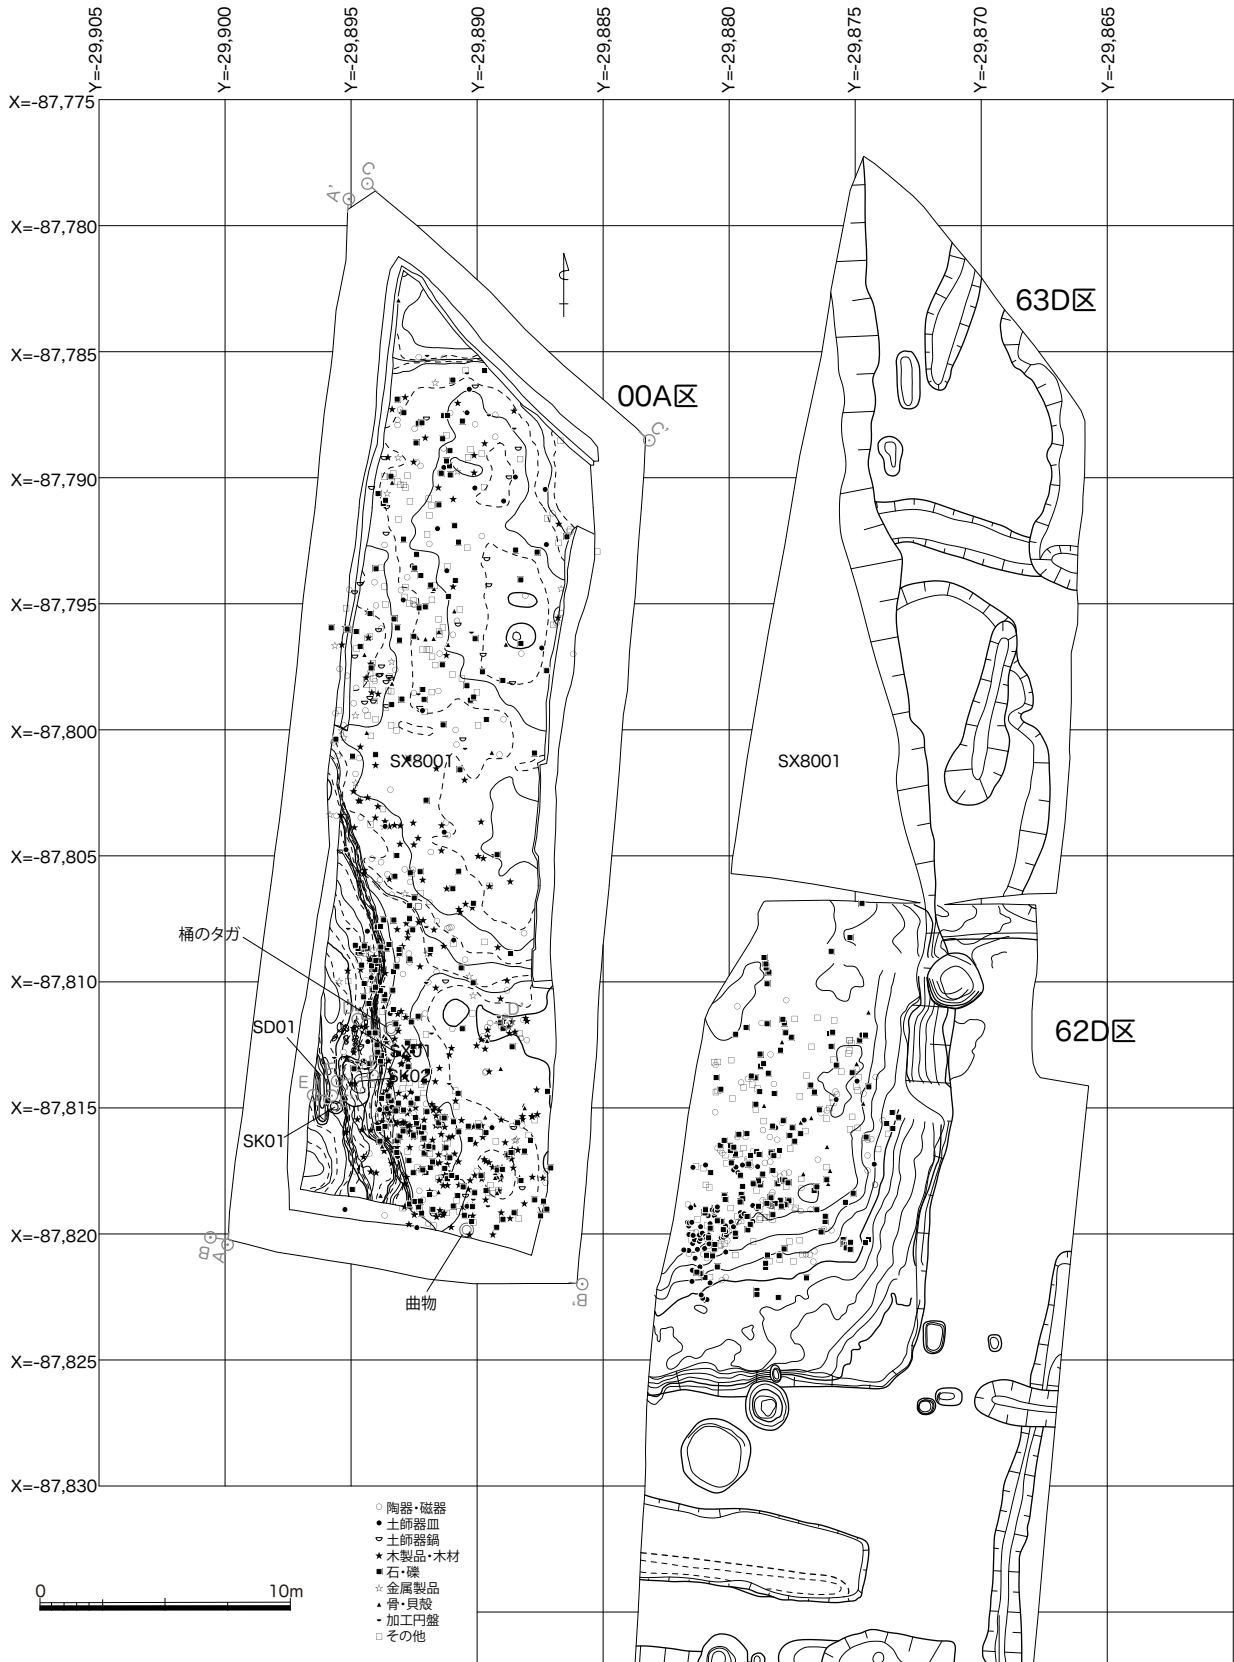 Y=-29,905
Y=-29,900
Y=-29,895
Y=-29,890
Y=-29,885
Y=-29,880
Y=-29,875
Y=-29,870
Y=-29,865
X=-87,775
X=-87,780
X=-87,785
X=-87,790
X=-87,795
X=-87,800
X=-87,805
X=-87,810
X=-87,815
X=-87,820
X=-87,825
X=-87,830
A'
C
63D区
00A区
C'
SX8001
SX8001
桶のタガ
D'
SD01
SX01
62D区
SK02
E
SK01
B
A
B'
曲物
陶器・磁器
土師器皿
土師器鍋
木製品・木材
石・礫
金属製品
骨・貝殻
加工円盤
その他
0 10m